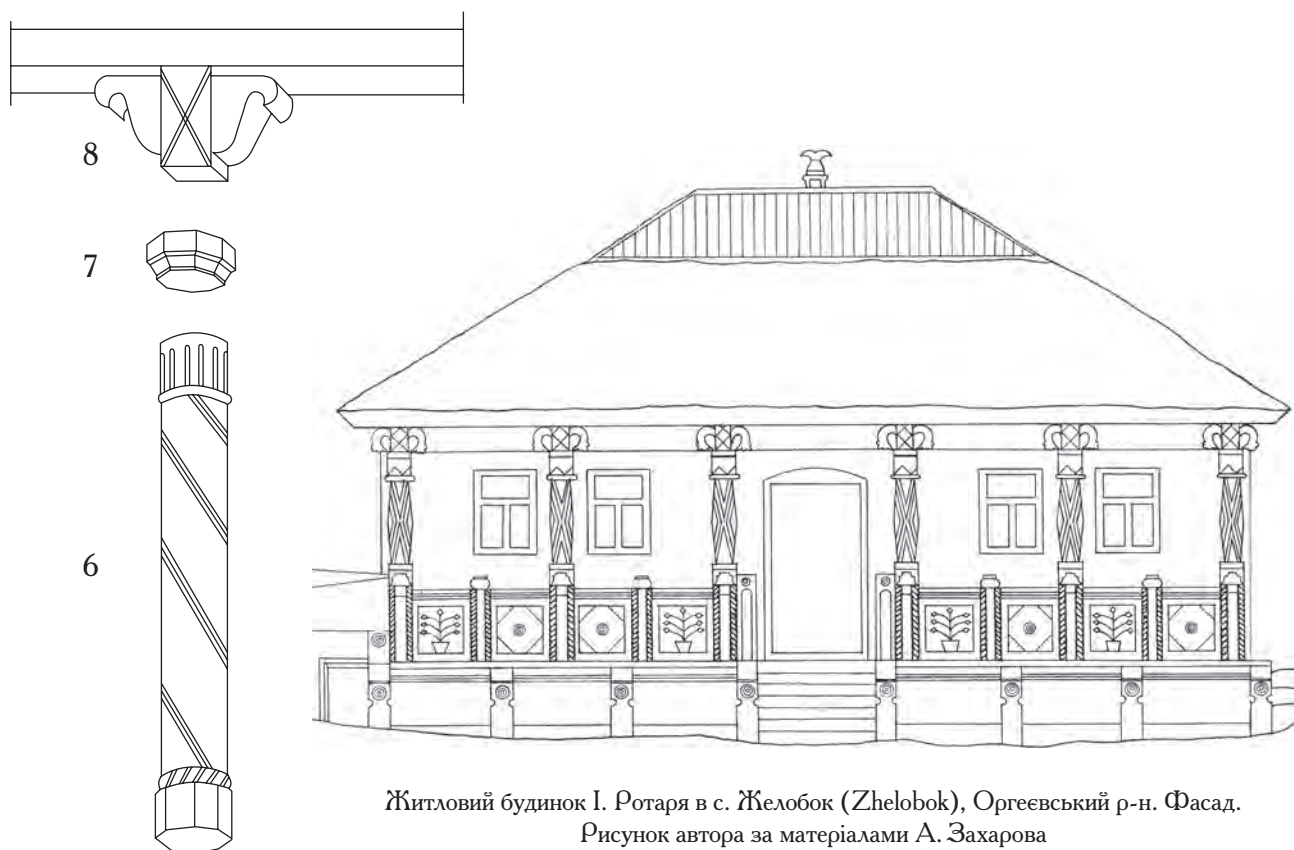 8
7
6
Житловий будинок І. Ротаря в с. Желобок (Zhelobok), Оргеєвський р-н. Фасад.
Рисунок автора за матеріалами А. Захарова